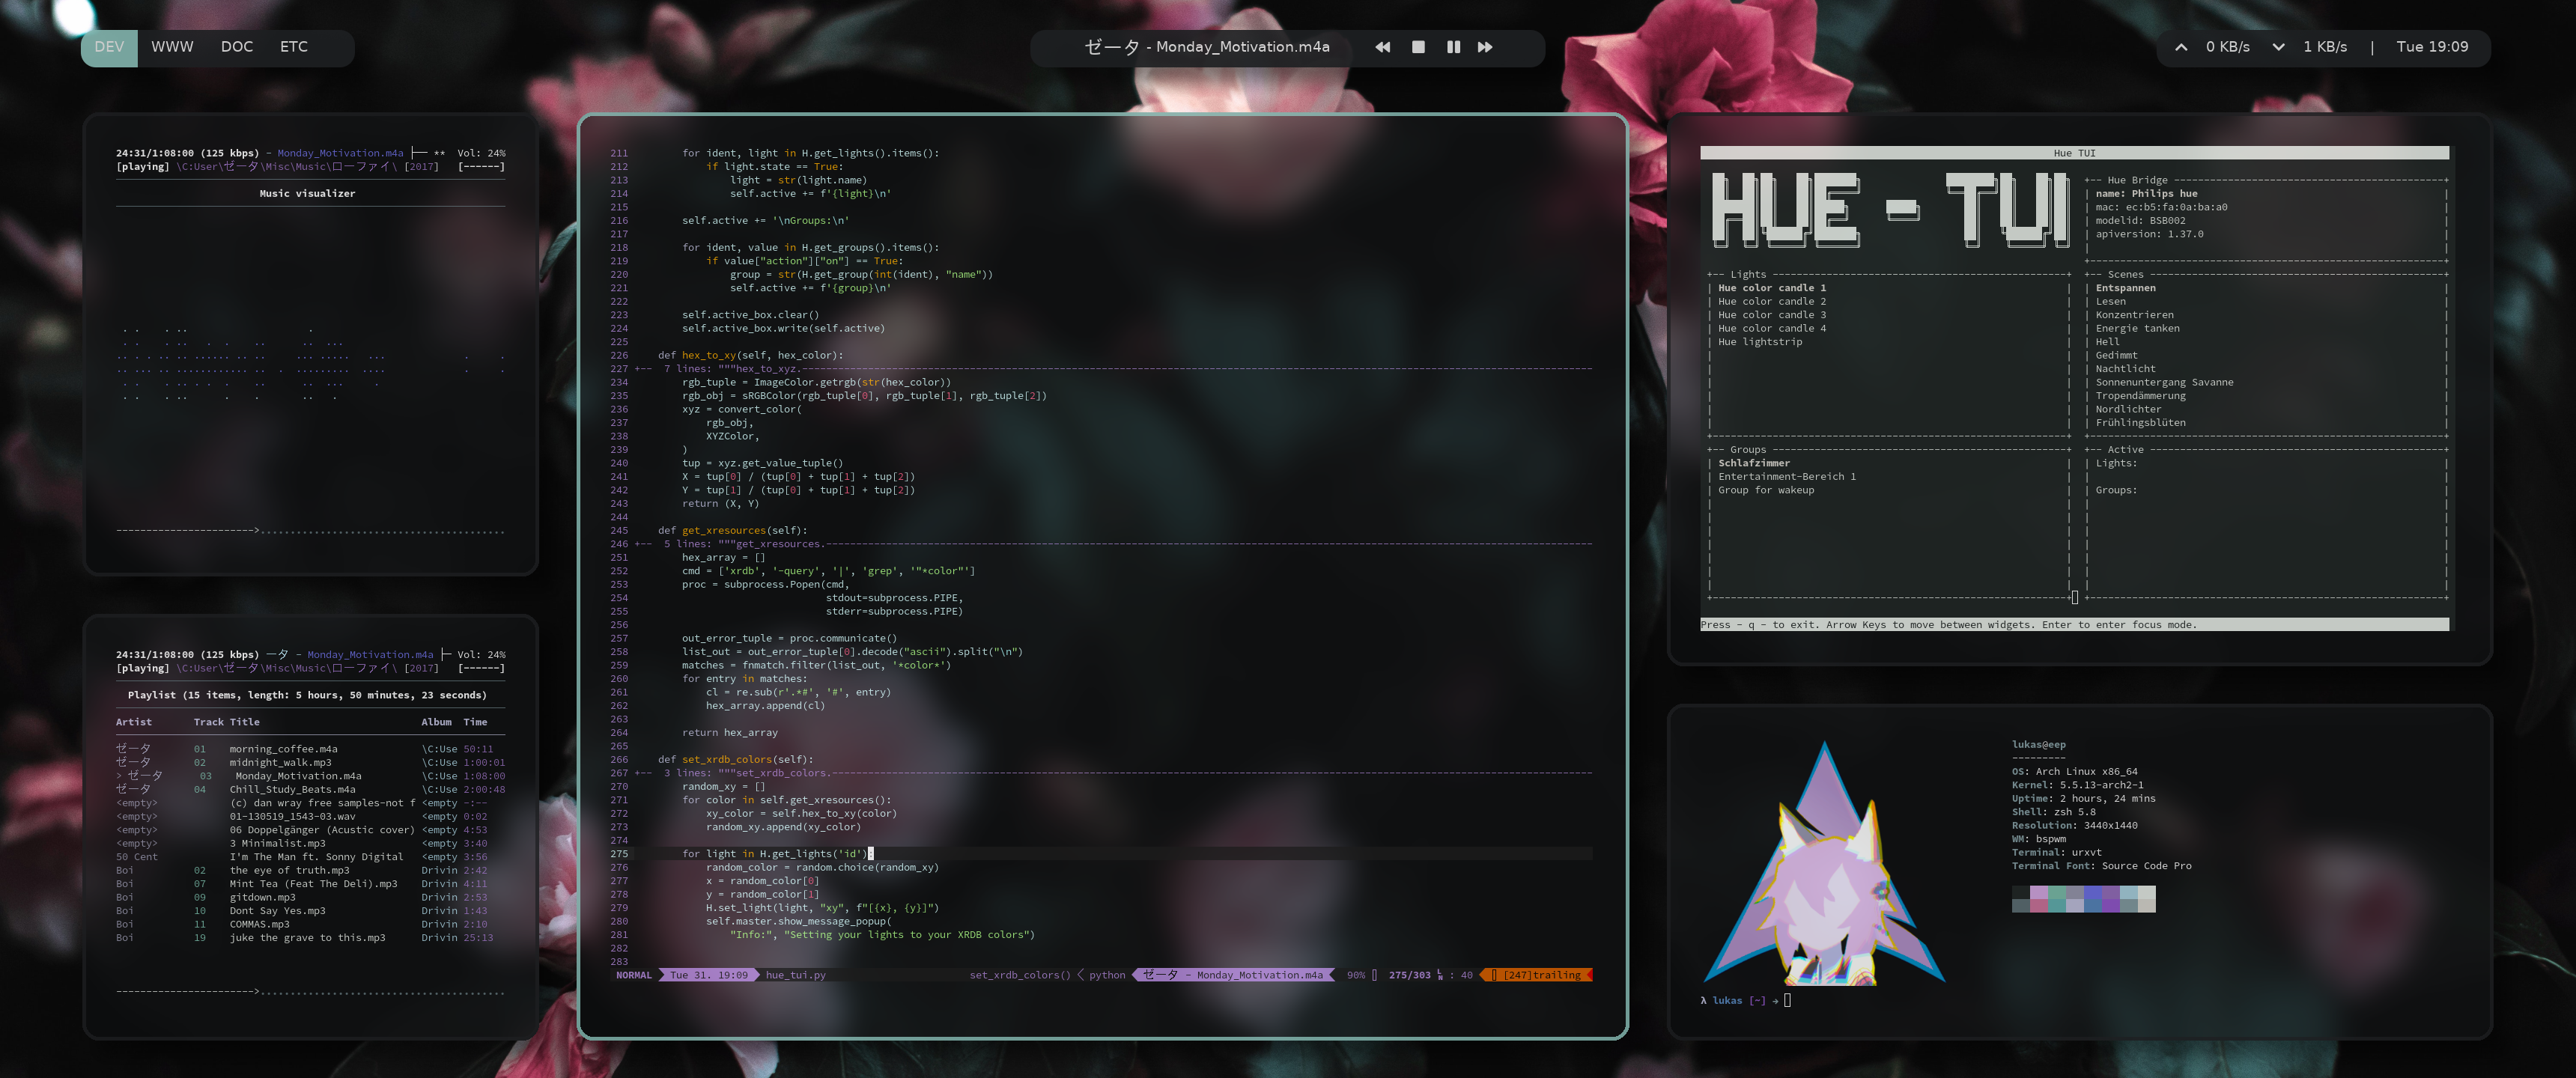 DEV WWW DOC ETC
ゼータ - Monday_Motivation.m4a
0 KB/s 1 KB/s | Tue 19:09
24:31/1:08:00 (125 kbps) - Monday_Motivation.m4a ├── ** Vol: 24%
[playing] \C:User\ゼータ\Misc\Music\ローファイ\ [2017] [------]
Music visualizer
24:31/1:08:00 (125 kbps) ータ - Monday_Motivation.m4a ├─ Vol: 24%
[playing] \C:User\ゼータ\Misc\Music\ローファイ\ [2017] [------]
Playlist (15 items, length: 5 hours, 50 minutes, 23 seconds)
Artist Track Title Album Time
ゼータ 01 morning_coffee.m4a \C:Use 50:11
ゼータ 02 midnight_walk.mp3 \C:Use 1:00:01
> ゼータ 03 Monday_Motivation.m4a \C:Use 1:08:00
ゼータ 04 Chill_Study_Beats.m4a \C:Use 2:00:48
<empty> (c) dan wray free samples-not f <empty -:--
<empty> 01-130519_1543-03.wav <empty 0:02
<empty> 06 Doppelgänger (Acustic cover) <empty 4:53
<empty> 3 Minimalist.mp3 <empty 3:40
50 Cent I'm The Man ft. Sonny Digital <empty 3:56
Boi 02 the eye of truth.mp3 Drivin 2:42
Boi 07 Mint Tea (Feat The Deli).mp3 Drivin 4:11
Boi 09 gitdown.mp3 Drivin 2:53
Boi 10 Dont Say Yes.mp3 Drivin 1:43
Boi 11 COMMAS.mp3 Drivin 2:10
Boi 19 juke the grave to this.mp3 Drivin 25:13
211 for ident, light in H.get_lights().items():
212 if light.state == True:
213 light = str(light.name)
214 self.active += f'{light}\n'
215
216 self.active += '\nGroups:\n'
217
218 for ident, value in H.get_groups().items():
219 if value["action"]["on"] == True:
220 group = str(H.get_group(int(ident), "name"))
221 self.active += f'{group}\n'
222
223 self.active_box.clear()
224 self.active_box.write(self.active)
225
226 def hex_to_xy(self, hex_color):
227 +-- 7 lines: """hex_to_xyz.
234 rgb_tuple = ImageColor.getrgb(str(hex_color))
235 rgb_obj = sRGBColor(rgb_tuple[0], rgb_tuple[1], rgb_tuple[2])
236 xyz = convert_color(
237 rgb_obj,
238 XYZColor,
239 )
240 tup = xyz.get_value_tuple()
241 X = tup[0] / (tup[0] + tup[1] + tup[2])
242 Y = tup[1] / (tup[0] + tup[1] + tup[2])
243 return (X, Y)
244
245 def get_xresources(self):
246 +-- 5 lines: """get_xresources.
251 hex_array = []
252 cmd = ['xrdb', '-query', '|', 'grep', '"*color"']
253 proc = subprocess.Popen(cmd,
254 stdout=subprocess.PIPE,
255 stderr=subprocess.PIPE)
256
257 out_error_tuple = proc.communicate()
258 list_out = out_error_tuple[0].decode("ascii").split("\n")
259 matches = fnmatch.filter(list_out, '*color*')
260 for entry in matches:
261 cl = re.sub(r'.*#', '#', entry)
262 hex_array.append(cl)
263
264 return hex_array
265
266 def set_xrdb_colors(self):
267 +-- 3 lines: """set_xrdb_colors.
270 random_xy = []
271 for color in self.get_xresources():
272 xy_color = self.hex_to_xy(color)
273 random_xy.append(xy_color)
274
275 for light in H.get_lights('id'):
276 random_color = random.choice(random_xy)
277 x = random_color[0]
278 y = random_color[1]
279 H.set_light(light, "xy", f"[{x}, {y}]")
280 self.master.show_message_popup(
281 "Info:", "Setting your lights to your XRDB colors")
282
283
NORMAL Tue 31. 19:09 hue_tui.py set_xrdb_colors() < python ゼータ - Monday_Motivation.m4a 90% 275/303 : 40 [247]trailing
Hue TUI
HUE - TUI
+-- Hue Bridge
name: Philips hue
mac: ec:b5:fa:0a:ba:a0
modelid: BSB002
apiversion: 1.37.0
+-- Lights
Hue color candle 1
Hue color candle 2
Hue color candle 3
Hue color candle 4
Hue lightstrip
+-- Scenes
Entspannen
Lesen
Konzentrieren
Energie tanken
Hell
Gedimmt
Nachtlicht
Sonnenuntergang Savanne
Tropendämmerung
Nordlichter
Frühlingsblüten
+-- Groups
Schlafzimmer
Entertainment-Bereich 1
Group for wakeup
+-- Active
Lights:
Groups:
Press - q - to exit. Arrow Keys to move between widgets. Enter to enter focus mode.
lukas@eep
---------
OS: Arch Linux x86_64
Kernel: 5.5.13-arch2-1
Uptime: 2 hours, 24 mins
Shell: zsh 5.8
Resolution: 3440x1440
WM: bspwm
Terminal: urxvt
Terminal Font: Source Code Pro
λ lukas [~] →